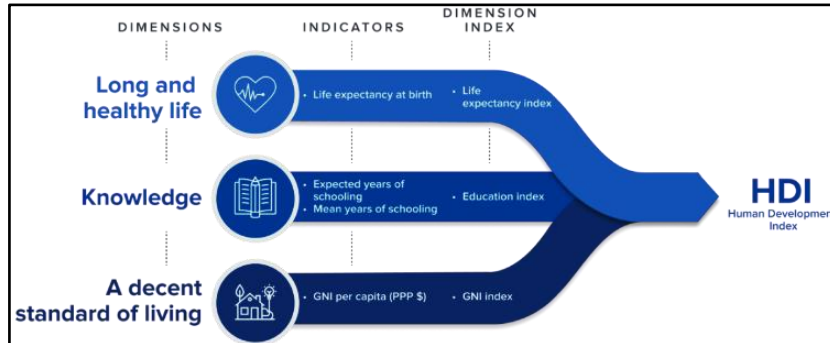 DIMENSIONS
INDICATORS
DIMENSION
INDEX
Long and
healthy life
• Life expectancy at birth
• Life
expectancy index
Knowledge
• Expected years of
schooling
• Mean years of schooling
• Education index
A decent
standard of living
• GNI per capita (PPP $)
• GNI index
HDI
Human Developmen
Index